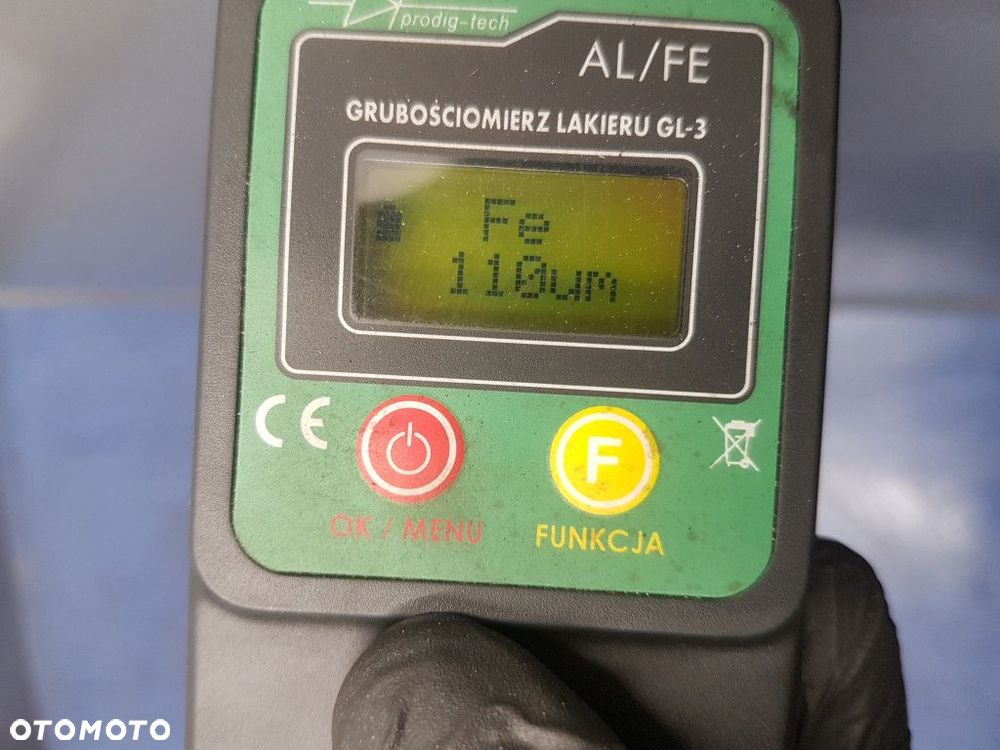 prodig-tech
AL/FE
GRUBOŚCIOMIERZ LAKIERU GL-3
Fe
110um
CE
F
OK / MENU
FUNKCJA
OTOMOTO